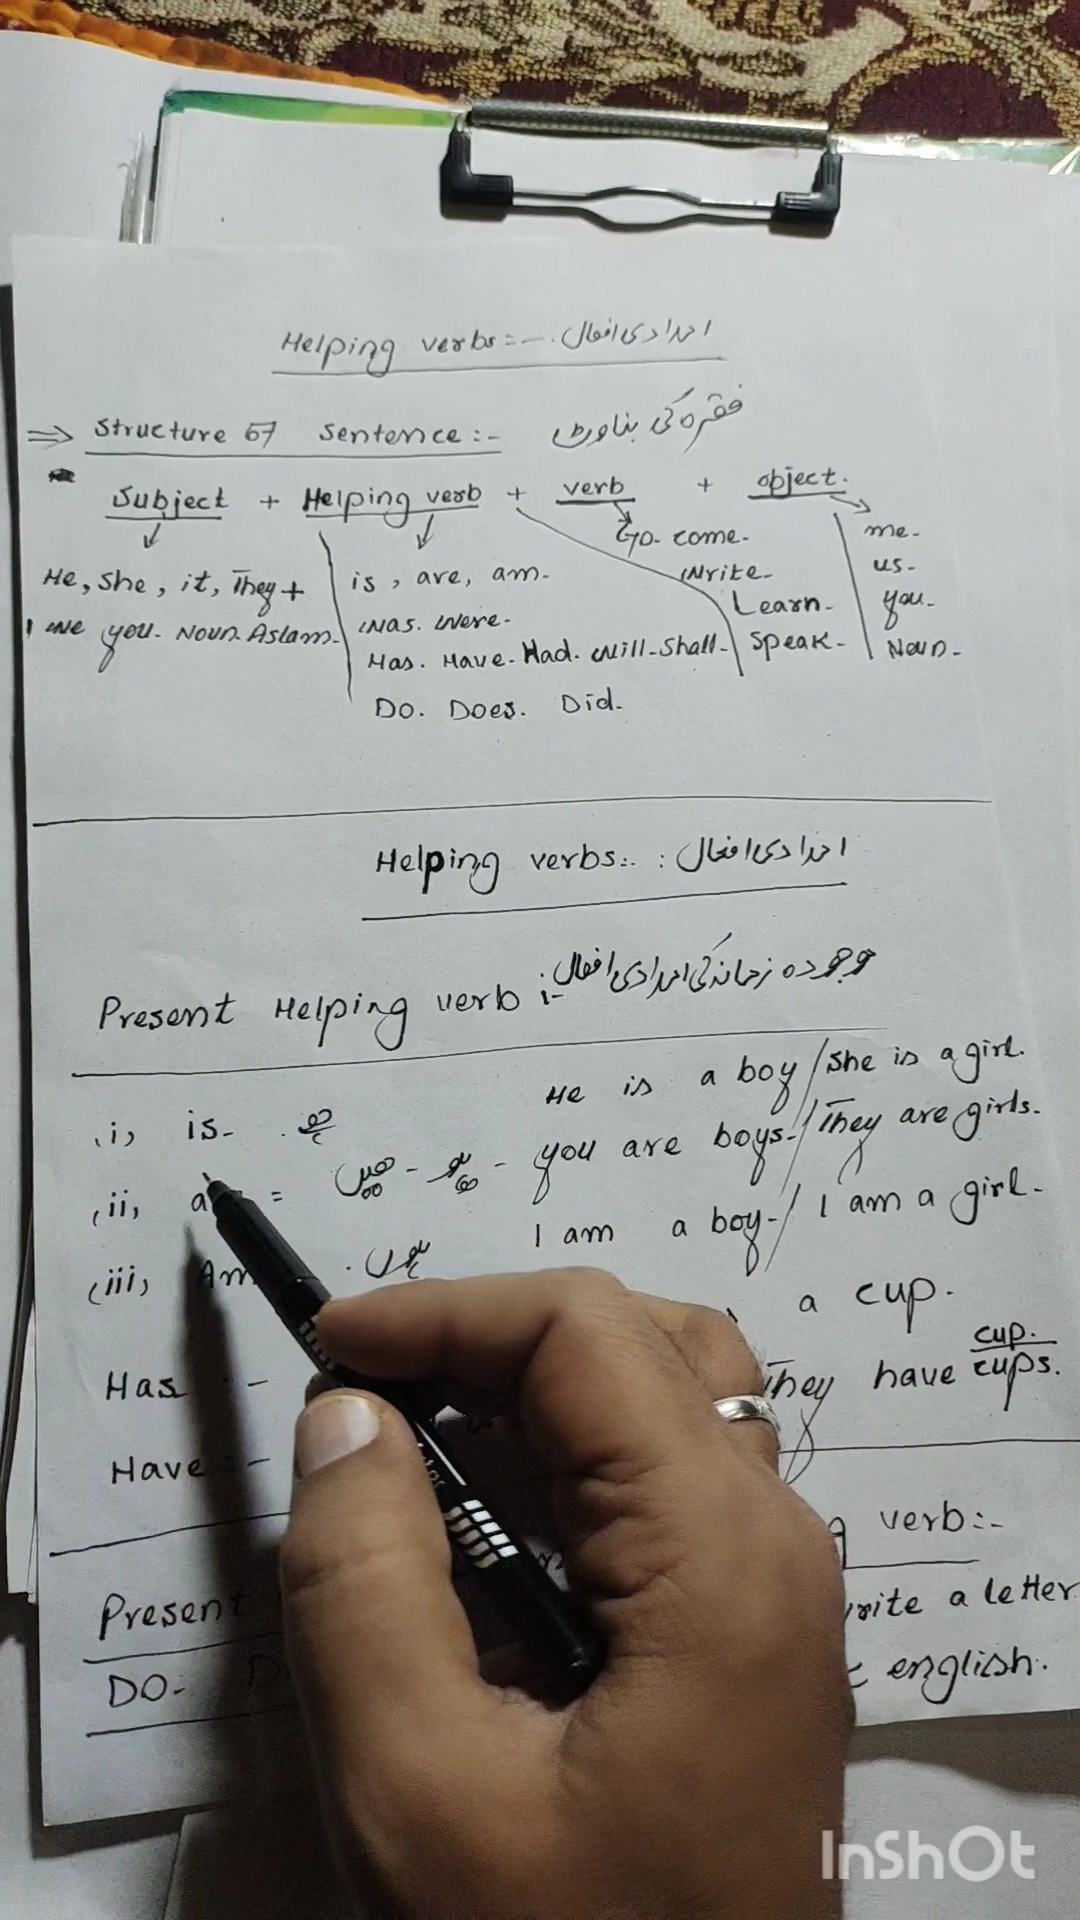 Helping verbs :- امدادی افعال
⇒ Structure of Sentence :- فقرہ کی بناوٹ
Subject + Helping verb + verb + object.
Go. come. me.
He, she, it, They + is, are, am. write. us.
I we you. Noun. Aslam. was. were. Learn. you.
Has. Have. Had. will. shall. speak. Noun.
Do. Does. Did.
Helping verbs :: امدادی افعال
Present Helping verb :- موجودہ زمانہ کی امدادی افعال
(i) is - ہے He is a boy / She is a girl.
(ii) = ہیں - ہو - you are boys. / They are girls.
(iii) Am ہوں I am a boy. / I am a girl.
Has :- a cup.
cup.
Have :- They have cups.
Present verb :-
a letter
Do. english.
InShOt